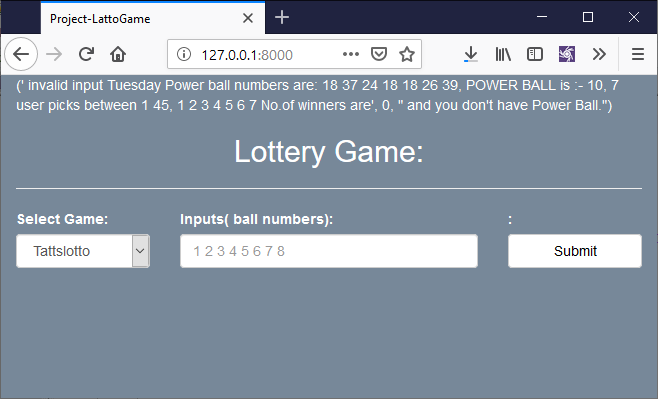 Project-LattoGame
127.0.0.1:8000
(' invalid input Tuesday Power ball numbers are: 18 37 24 18 18 26 39, POWER BALL is :- 10, 7
user picks between 1 45, 1 2 3 4 5 6 7 No.of winners are', 0, " and you don't have Power Ball.")
Lottery Game:
Select Game: Inputs( ball numbers): :
Tattslotto 1 2 3 4 5 6 7 8 Submit